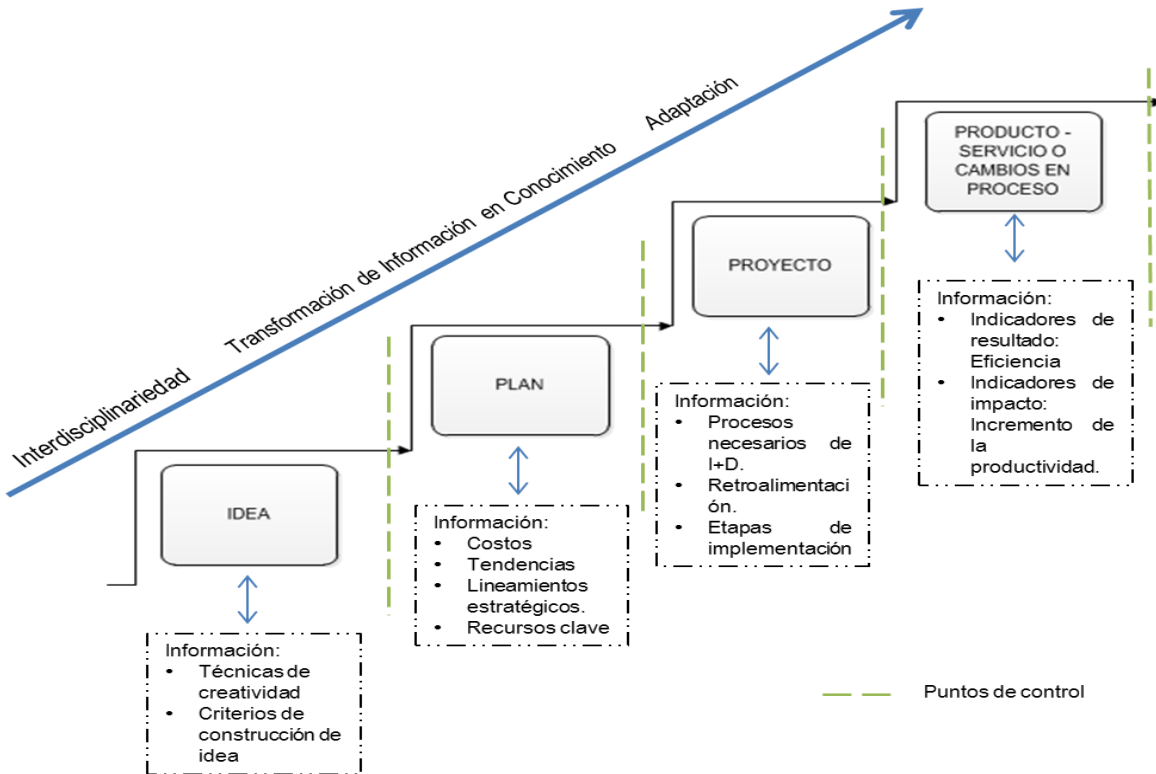 Interdisciplinariedad
Transformación de Información en Conocimiento
Adaptación
IDEA
Información:
• Técnicas de
creatividad
• Criterios de
construcción de
idea
PLAN
Información:
• Costos
• Tendencias
• Lineamientos
estratégicos.
• Recursos clave
PROYECTO
Información:
• Procesos
necesarios de
I+D.
• Retroalimentaci
ón.
• Etapas de
implementación
PRODUCTO -
SERVICIO O
CAMBIOS EN
PROCESO
Información:
• Indicadores de
resultado:
Eficiencia
• Indicadores de
impacto:
Incremento de
la
productividad.
Puntos de control